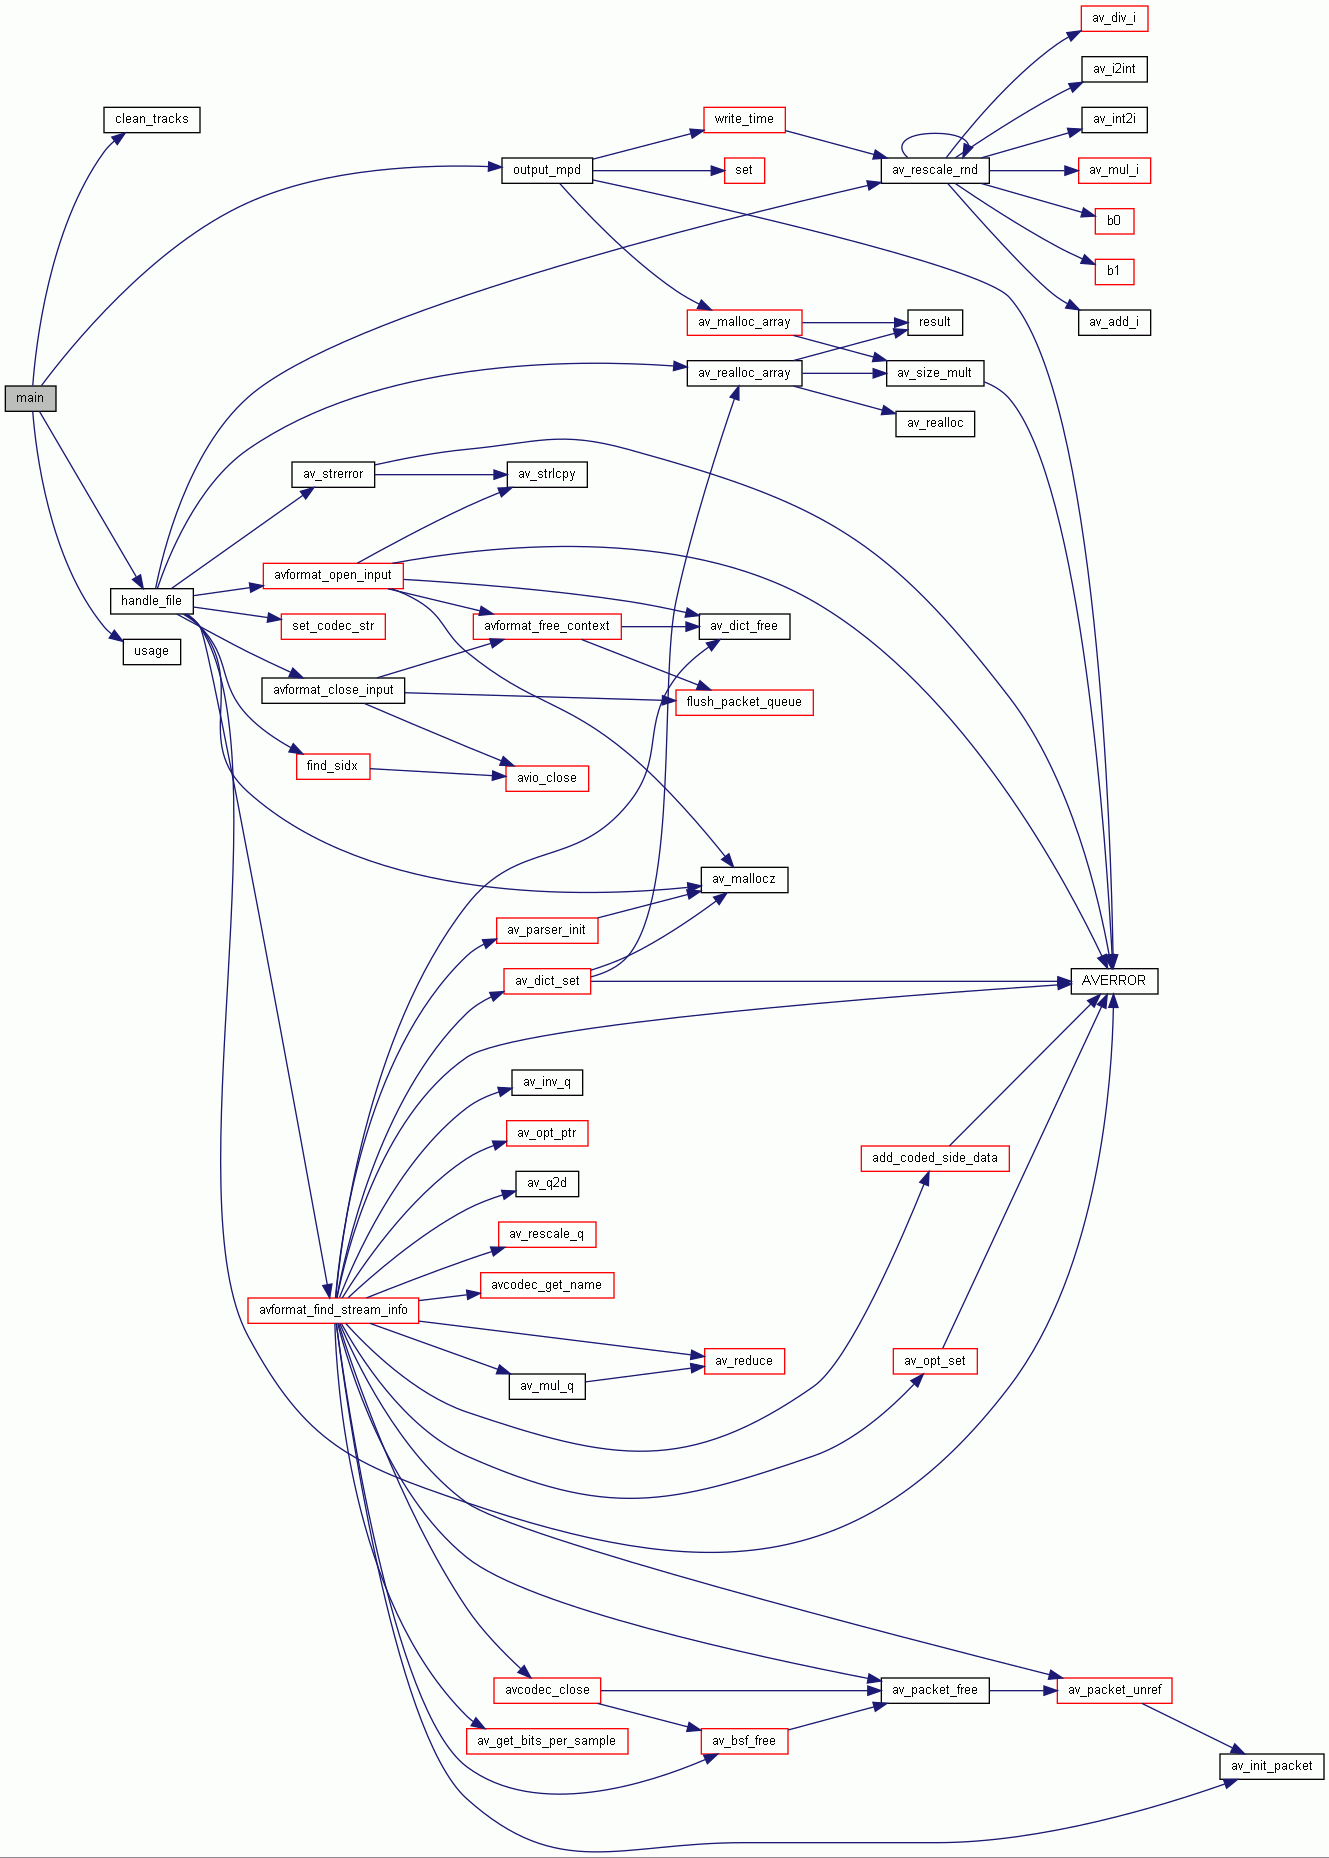 av_div_i
av_i2int
clean_tracks
write_time
av_int2i
output_mpd
set
av_rescale_rnd
av_mul_i
b0
b1
av_malloc_array
result
av_add_i
av_realloc_array
av_size_mult
main
av_realloc
av_strerror
av_strlcpy
avformat_open_input
handle_file
set_codec_str
avformat_free_context
av_dict_free
usage
avformat_close_input
flush_packet_queue
find_sidx
avio_close
av_mallocz
av_parser_init
av_dict_set
AVERROR
av_inv_q
av_opt_ptr
add_coded_side_data
av_q2d
av_rescale_q
avcodec_get_name
avformat_find_stream_info
av_reduce
av_opt_set
av_mul_q
avcodec_close
av_packet_free
av_packet_unref
av_get_bits_per_sample
av_bsf_free
av_init_packet